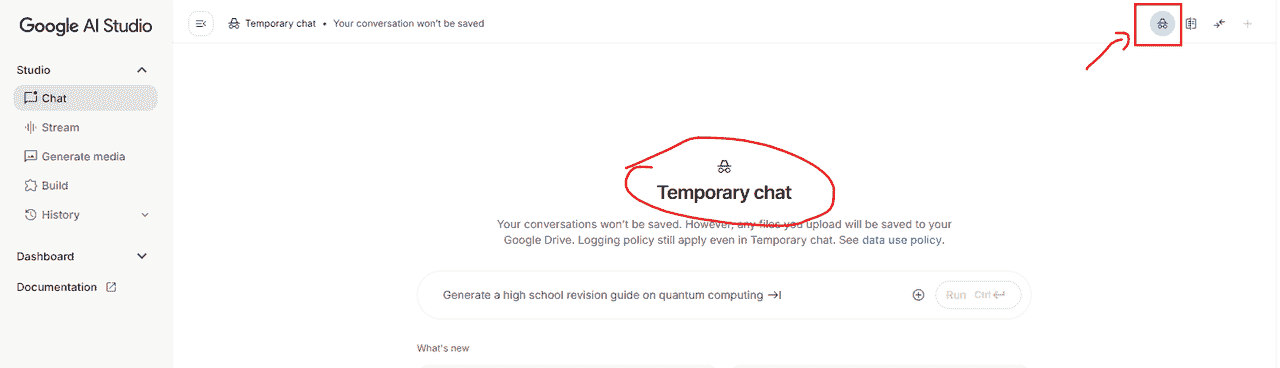 Google AI Studio
Temporary chat • Your conversation won't be saved
Studio
Chat
Stream
Generate media
Build
History
Dashboard
Documentation
Temporary chat
Your conversations won't be saved. However, any files you upload will be saved to your
Google Drive. Logging policy still apply even in Temporary chat. See data use policy.
Generate a high school revision guide on quantum computing
Run Ctrl
What's new